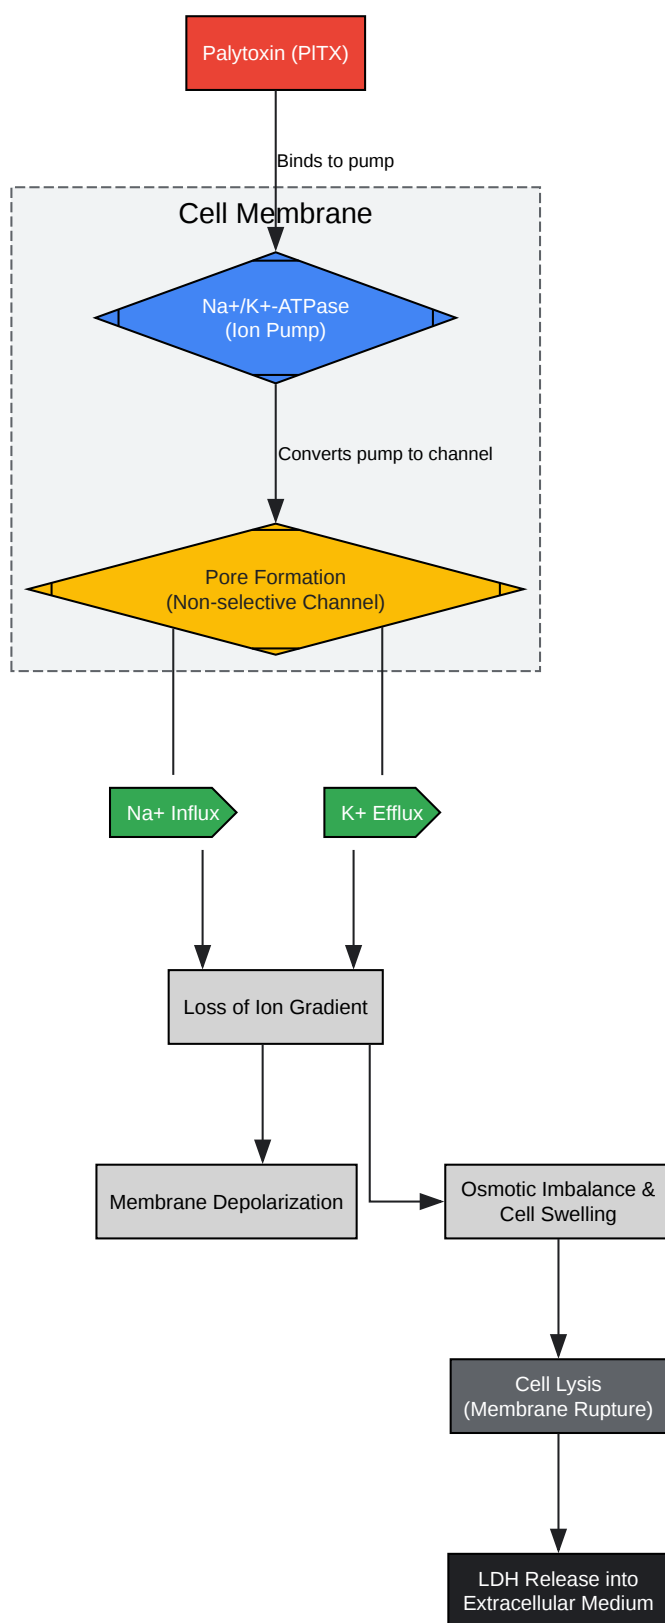 Palytoxin (PlTX)
Binds to pump
Cell Membrane
Na+/K+-ATPase
(Ion Pump)
Converts pump to channel
Pore Formation
(Non-selective Channel)
Na+ Influx
K+ Efflux
Loss of Ion Gradient
Membrane Depolarization
Osmotic Imbalance &
Cell Swelling
Cell Lysis
(Membrane Rupture)
LDH Release into
Extracellular Medium